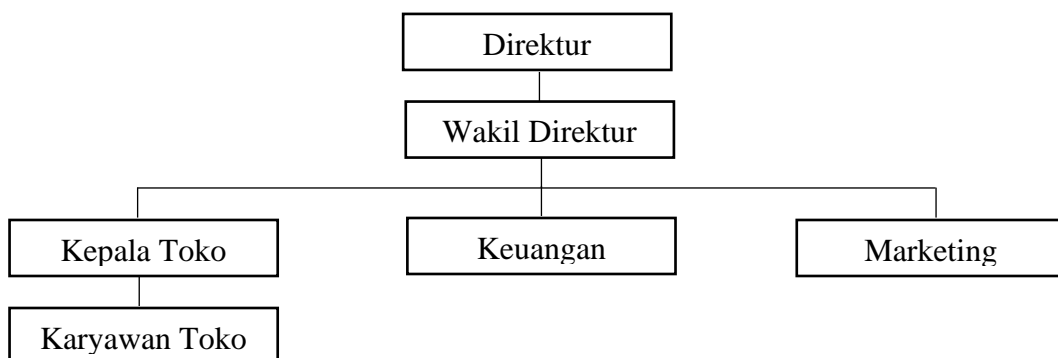 Direktur
Wakil Direktur
Kepala Toko
Keuangan
Marketing
Karyawan Toko